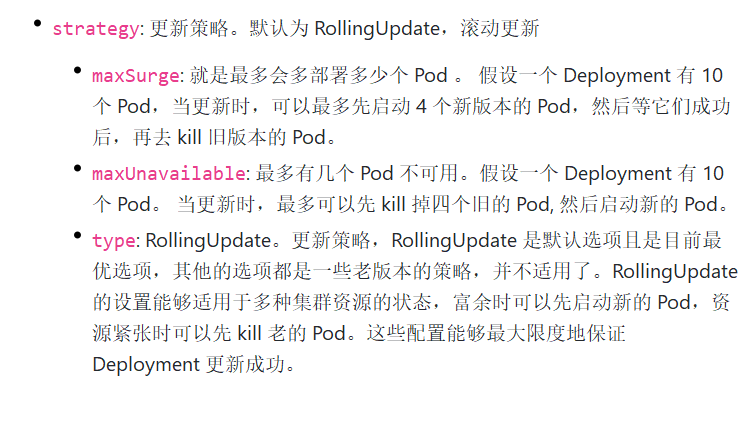 strategy: 更新策略。默认为 RollingUpdate，滚动更新
maxSurge: 就是最多会多部署多少个 Pod 。 假设一个 Deployment 有 10
个 Pod，当更新时，可以最多先启动 4 个新版本的 Pod，然后等它们成功
后，再去 kill 旧版本的 Pod。
maxUnavailable: 最多有几个 Pod 不可用。假设一个 Deployment 有 10
个 Pod。 当更新时，最多可以先 kill 掉四个旧的 Pod, 然后启动新的 Pod。
type: RollingUpdate。更新策略，RollingUpdate 是默认选项且是目前最
优选项，其他的选项都是一些老版本的策略，并不适用了。RollingUpdate
的设置能够适用于多种集群资源的状态，富余时可以先启动新的 Pod，资
源紧张时可以先 kill 老的 Pod。这些配置能够最大限度地保证
Deployment 更新成功。